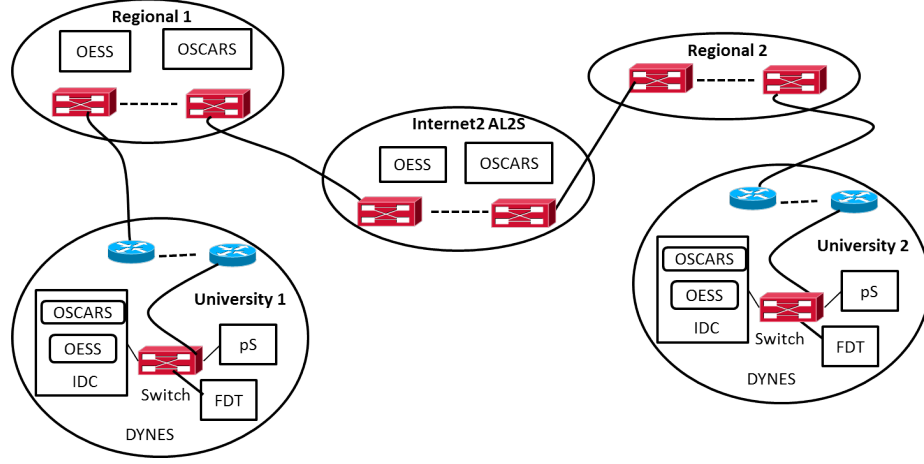 Regional 1
OESS
OSCARS
Regional 2
Internet2 AL2S
OESS
OSCARS
University 1
OSCARS
OESS
IDC
pS
Switch
FDT
DYNES
University 2
OSCARS
OESS
IDC
pS
Switch
FDT
DYNES